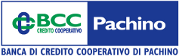 BCC Pachino
CREDITO COOPERATIVO
BANCA DI CREDITO COOPERATIVO DI PACHINO